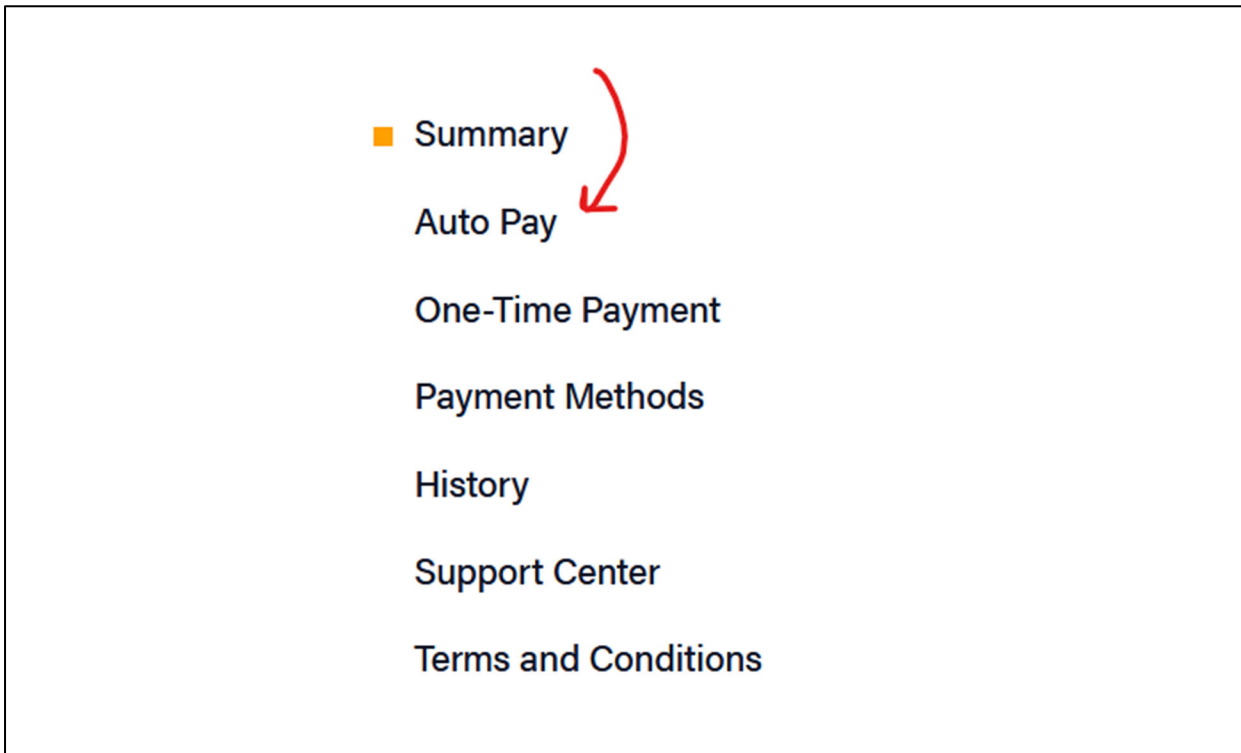 Summary
Auto Pay
One-Time Payment
Payment Methods
History
Support Center
Terms and Conditions